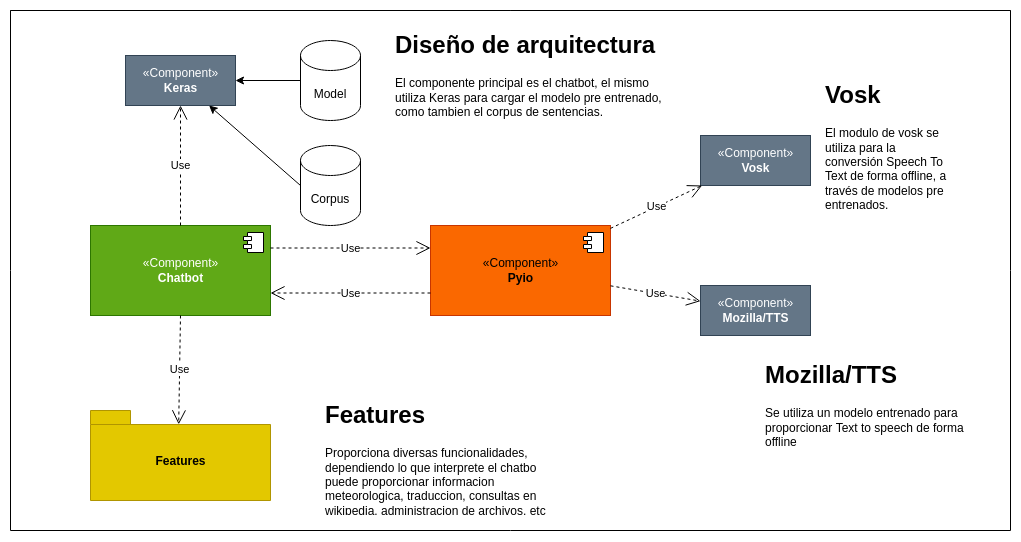 Diseño de arquitectura
El componente principal es el chatbot, el mismo
utiliza Keras para cargar el modelo pre entrenado,
como tambien el corpus de sentencias.
«Component»
Keras
Model
Corpus
Use
Vosk
El modulo de vosk se
utiliza para la
conversión Speech To
Text de forma offline, a
través de modelos pre
entrenados.
«Component»
Vosk
Use
«Component»
Chatbot
Use
Use
«Component»
Pyio
Use
«Component»
Mozilla/TTS
Mozilla/TTS
Se utiliza un modelo entrenado para
proporcionar Text to speech de forma
offline
Use
Features
Features
Proporciona diversas funcionalidades,
dependiendo lo que interprete el chatbo
puede proporcionar informacion
meteorologica, traduccion, consultas en
wikipedia, administracion de archivos, etc